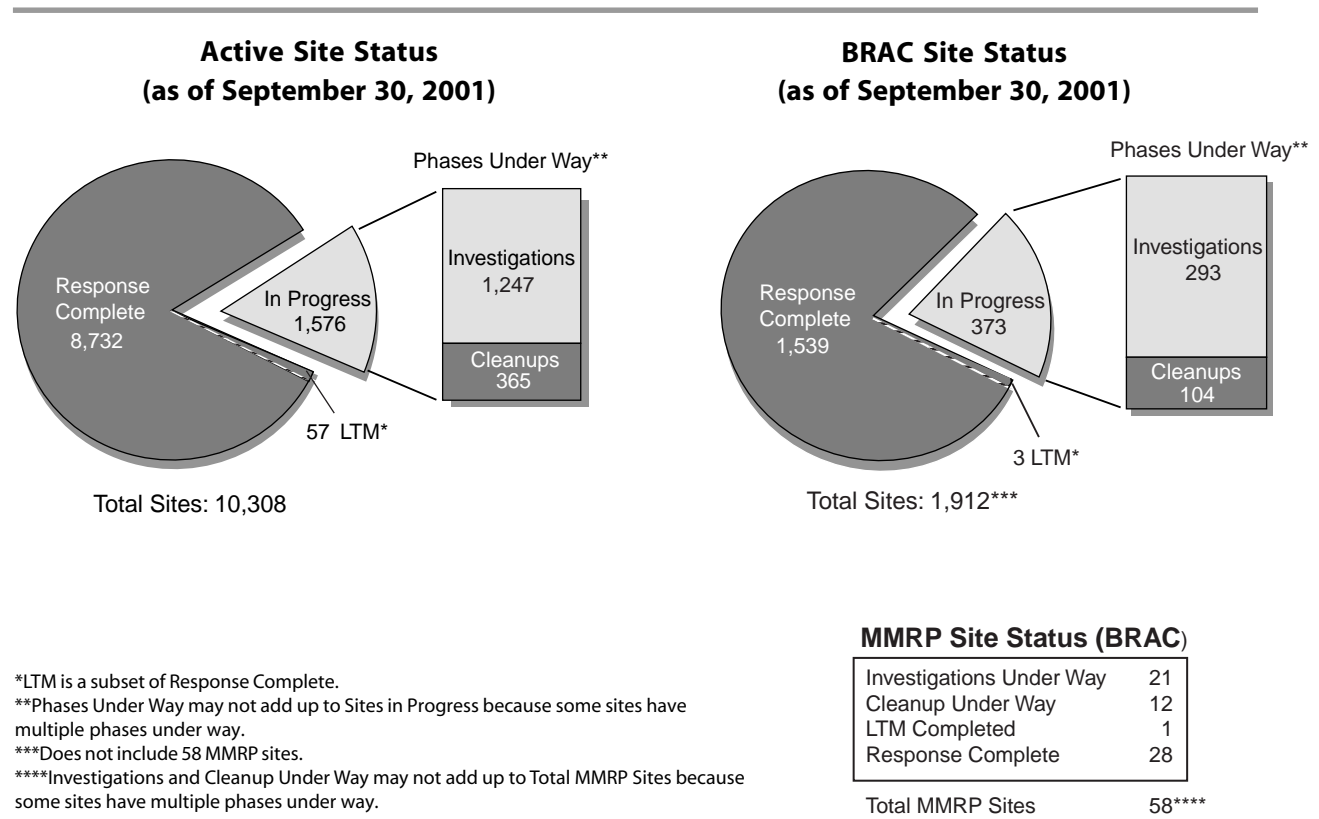 Active Site Status
(as of September 30, 2001)
Phases Under Way**
Response
Complete
8,732
In Progress
1,576
Investigations
1,247
Cleanups
365
57 LTM*
Total Sites: 10,308
BRAC Site Status
(as of September 30, 2001)
Phases Under Way**
Response
Complete
1,539
In Progress
373
Investigations
293
Cleanups
104
3 LTM*
Total Sites: 1,912***
*LTM is a subset of Response Complete.
**Phases Under Way may not add up to Sites in Progress because some sites have
multiple phases under way.
***Does not include 58 MMRP sites.
****Investigations and Cleanup Under Way may not add up to Total MMRP Sites because
some sites have multiple phases under way.
MMRP Site Status (BRAC)
Investigations Under Way 21
Cleanup Under Way 12
LTM Completed 1
Response Complete 28
Total MMRP Sites 58****